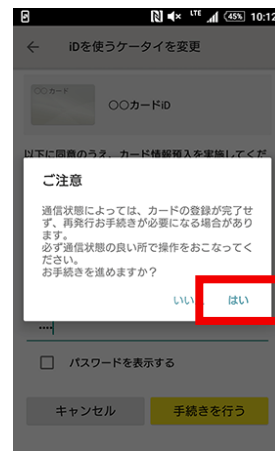 LTE 45% 10:12
← iDを使うケータイを変更
○○カード
○○カードiD
以下に同意のうえ、カード情報預入を実施してくだ
ご注意
通信状態によっては、カードの登録が完了せ
ず、再発行お手続きが必要になる場合があり
ます。
必ず通信状態の良い所で操作をおこなってく
ださい。
お手続きを進めますか？
いい
はい
••••
パスワードを表示する
キャンセル
手続きを行う